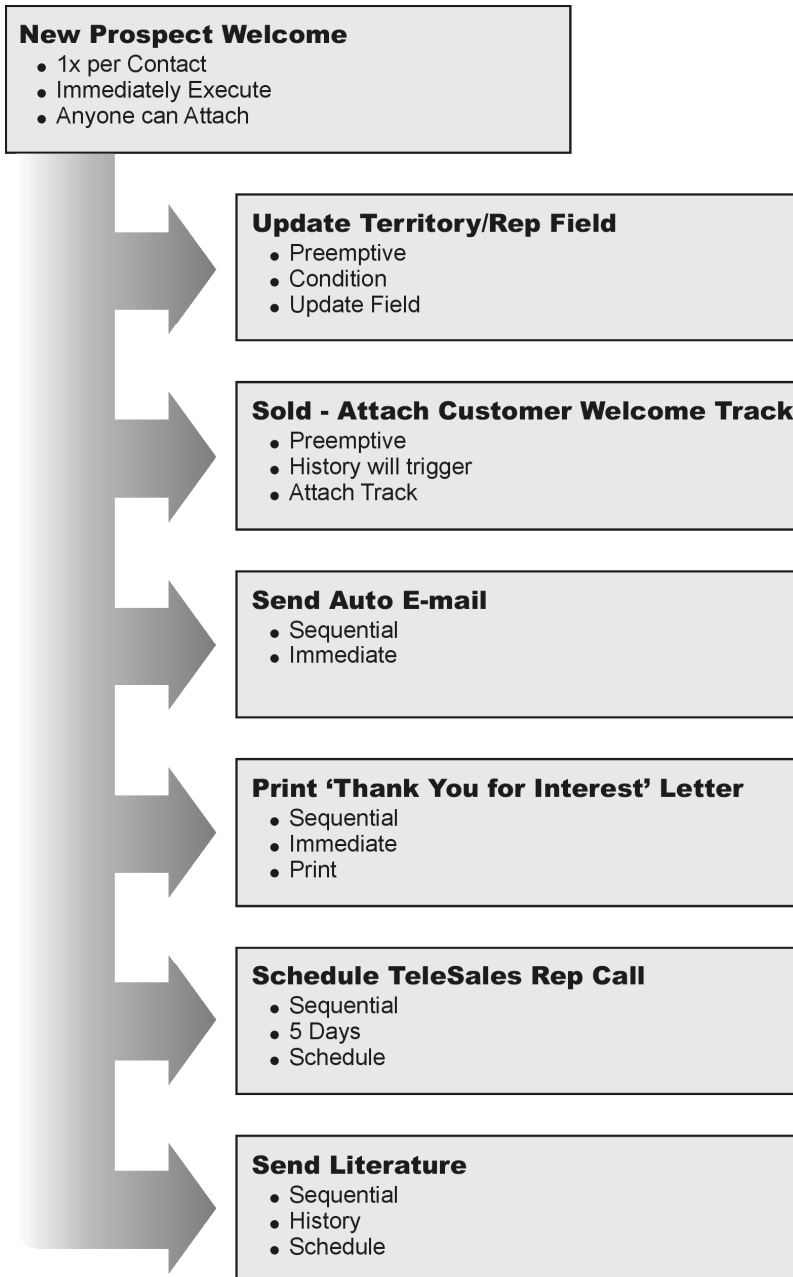 New Prospect Welcome
• 1x per Contact
• Immediately Execute
• Anyone can Attach
Update Territory/Rep Field
• Preemptive
• Condition
• Update Field
Sold - Attach Customer Welcome Track
• Preemptive
• History will trigger
• Attach Track
Send Auto E-mail
• Sequential
• Immediate
Print ‘Thank You for Interest’ Letter
• Sequential
• Immediate
• Print
Schedule TeleSales Rep Call
• Sequential
• 5 Days
• Schedule
Send Literature
• Sequential
• History
• Schedule